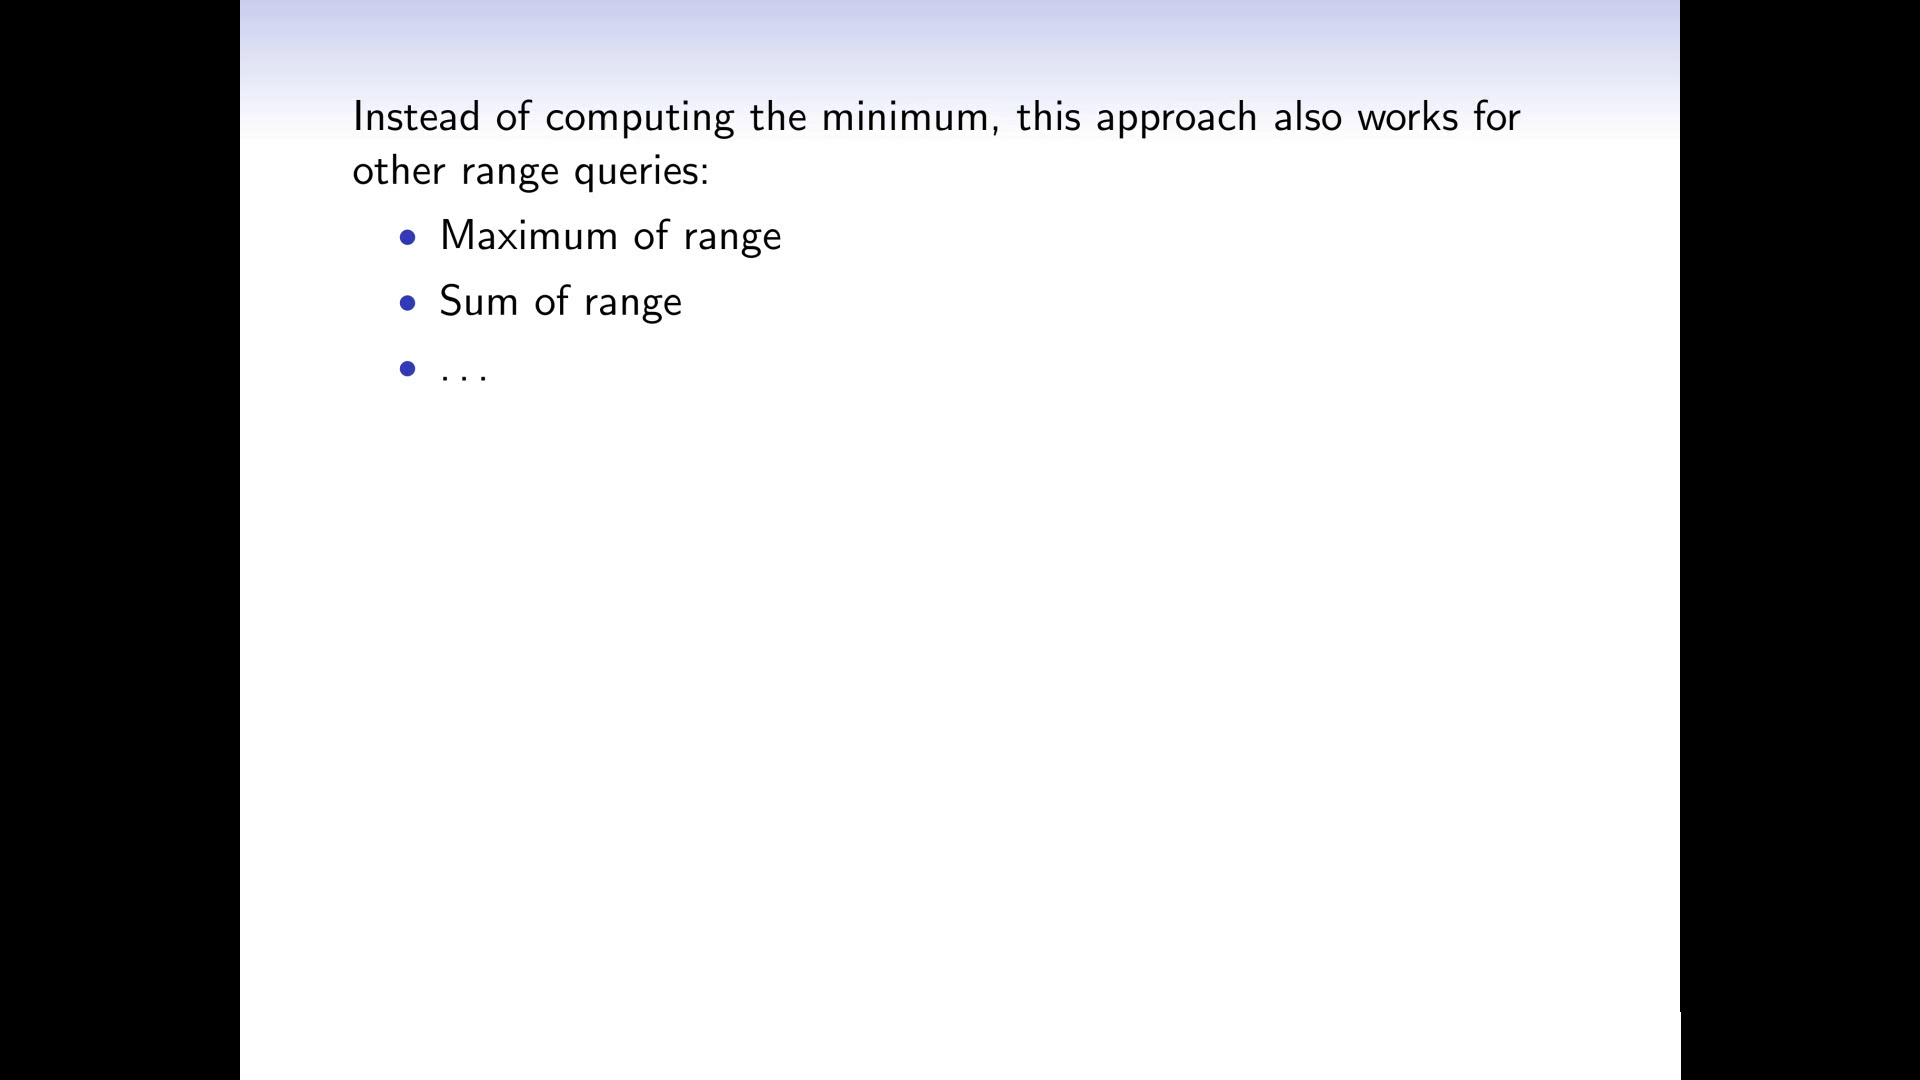 Instead of computing the minimum, this approach also works for
other range queries:
• Maximum of range
• Sum of range
• . . .